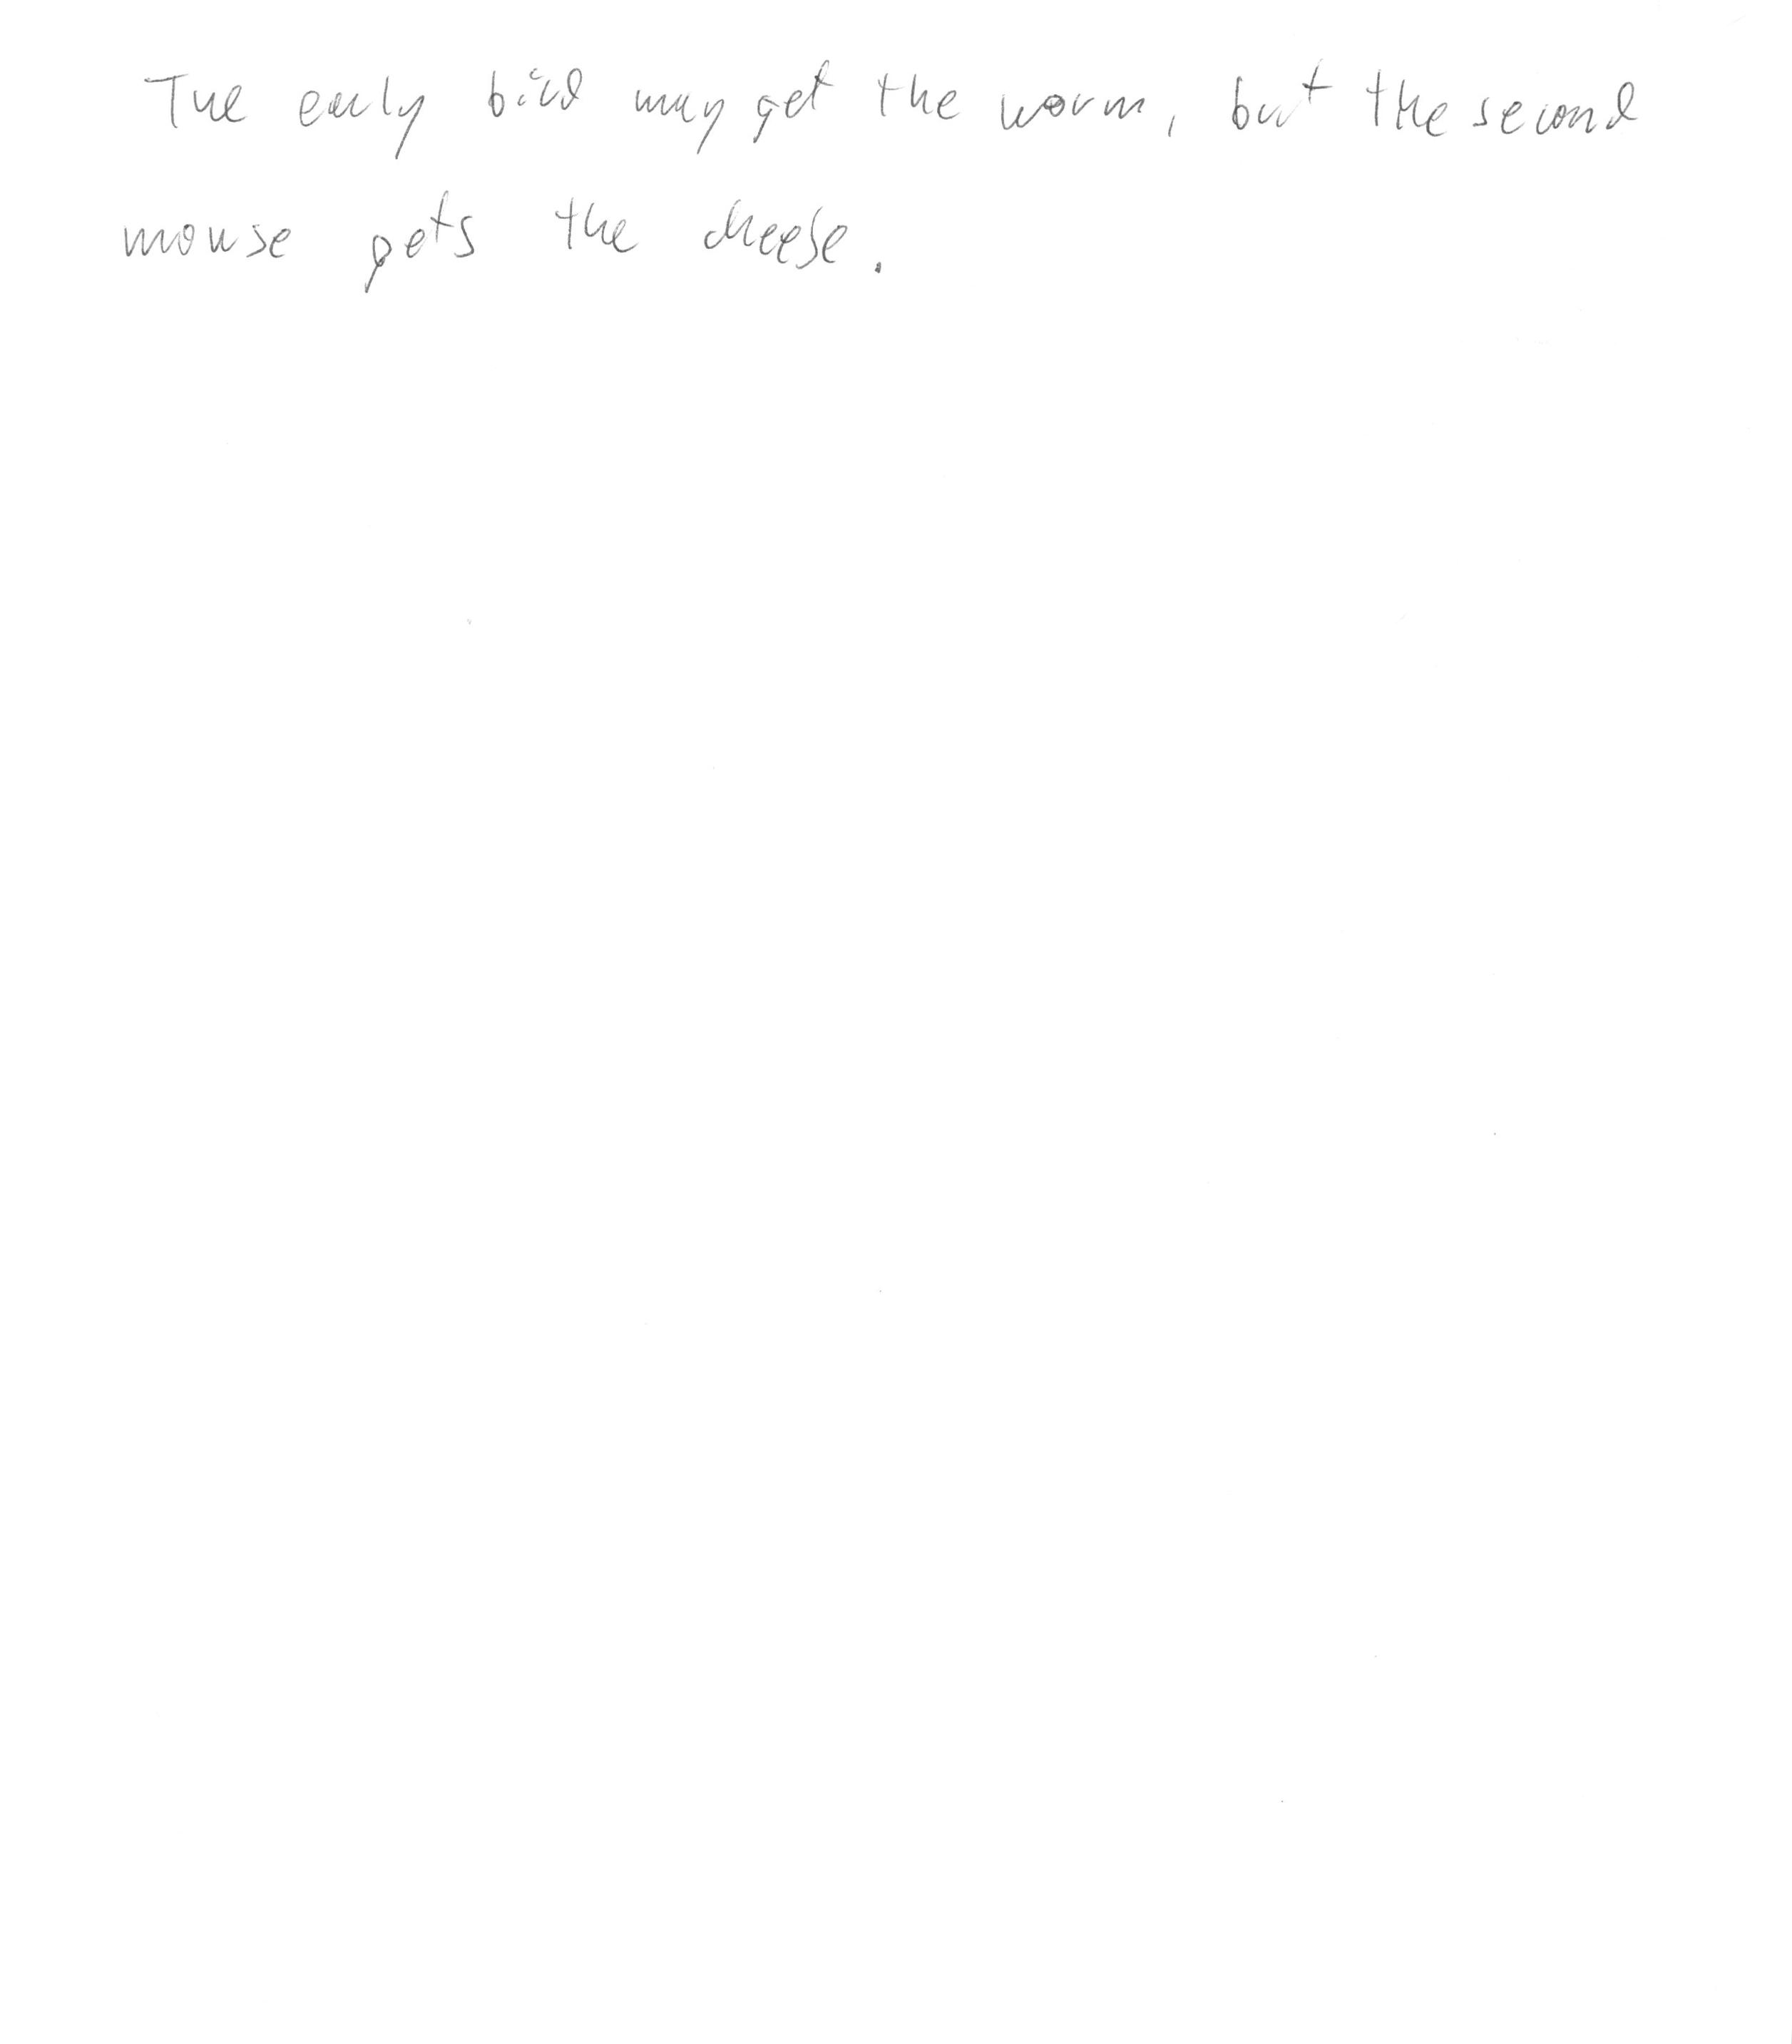 The early bird may get the worm, but the second
mouse gets the cheese.